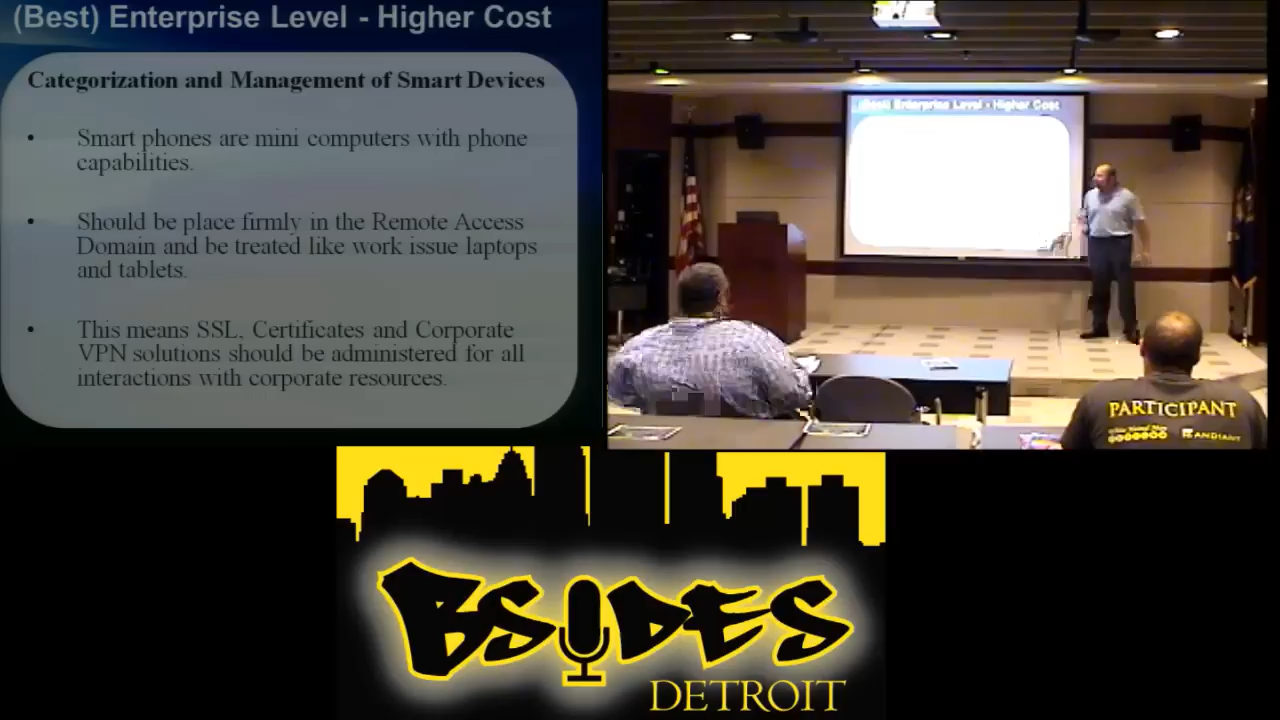 (Best) Enterprise Level - Higher Cost
Categorization and Management of Smart Devices
• Smart phones are mini computers with phone
capabilities.
• Should be place firmly in the Remote Access
Domain and be treated like work issue laptops
and tablets.
• This means SSL, Certificates and Corporate
VPN solutions should be administered for all
interactions with corporate resources.
(Best) Enterprise Level - Higher Cost
PARTICIPANT
BSIDES
DETROIT